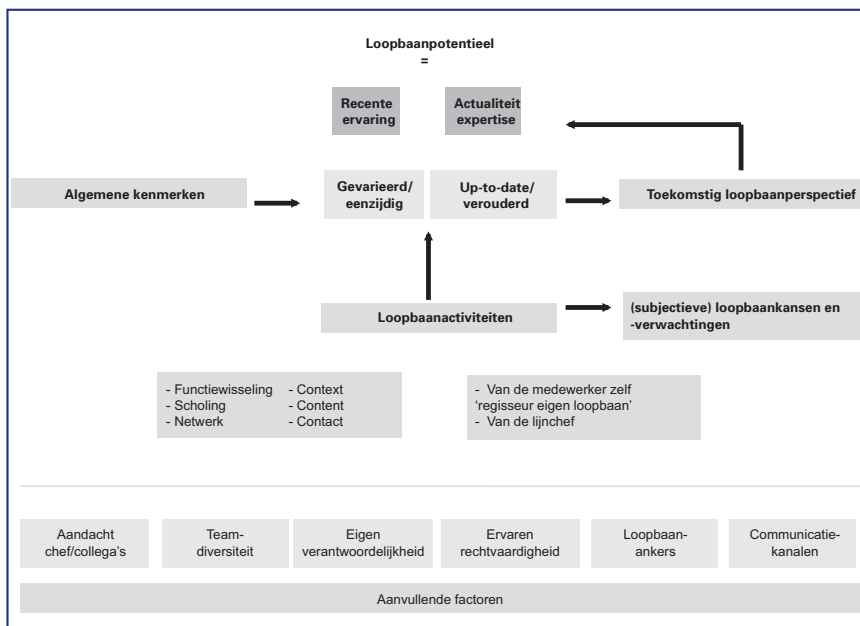 Loopbaanpotentieel
=
Recente
ervaring
Actualiteit
expertise
Algemene kenmerken
Gevarieerd/
eenzijdig
Up-to-date/
verouderd
Toekomstig loopbaanperspectief
Loopbaanactiviteiten
(subjectieve) loopbaankansen en
-verwachtingen
- Functiewisseling - Context
- Scholing - Content
- Netwerk - Contact
- Van de medewerker zelf
‘regisseur eigen loopbaan’
- Van de lijnchef
Aandacht
chef/collega’s
Team-
diversiteit
Eigen
verantwoordelijkheid
Ervaren
rechtvaardigheid
Loopbaan-
ankers
Communicatie-
kanalen
Aanvullende factoren